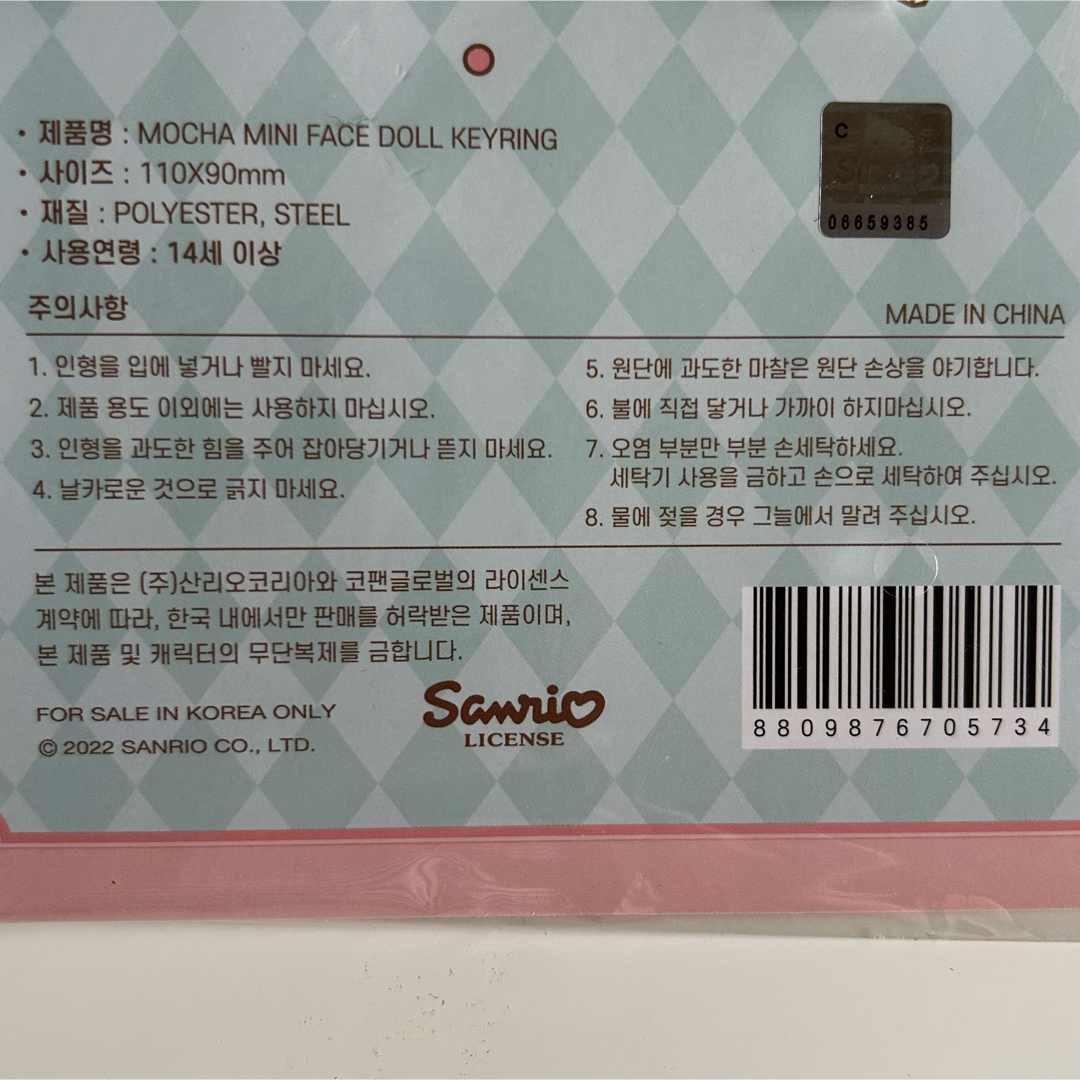 • 제품명 : MOCHA MINI FACE DOLL KEYRING
• 사이즈 : 110X90mm
• 재질 : POLYESTER, STEEL
• 사용연령 : 14세 이상
C
06659385
주의사항
MADE IN CHINA
1. 인형을 입에 넣거나 빨지 마세요.
2. 제품 용도 이외에는 사용하지 마십시오.
3. 인형을 과도한 힘을 주어 잡아당기거나 뜯지 마세요.
4. 날카로운 것으로 긁지 마세요.
5. 원단에 과도한 마찰은 원단 손상을 야기합니다.
6. 불에 직접 닿거나 가까이 하지마십시오.
7. 오염 부분만 부분 손세탁하세요.
세탁기 사용을 금하고 손으로 세탁하여 주십시오.
8. 물에 젖을 경우 그늘에서 말려 주십시오.
본 제품은 (주)산리오코리아와 코팬글로벌의 라이센스
계약에 따라, 한국 내에서만 판매를 허락받은 제품이며,
본 제품 및 캐릭터의 무단복제를 금합니다.
FOR SALE IN KOREA ONLY
© 2022 SANRIO CO., LTD.
Sanrio
LICENSE
8809876705734